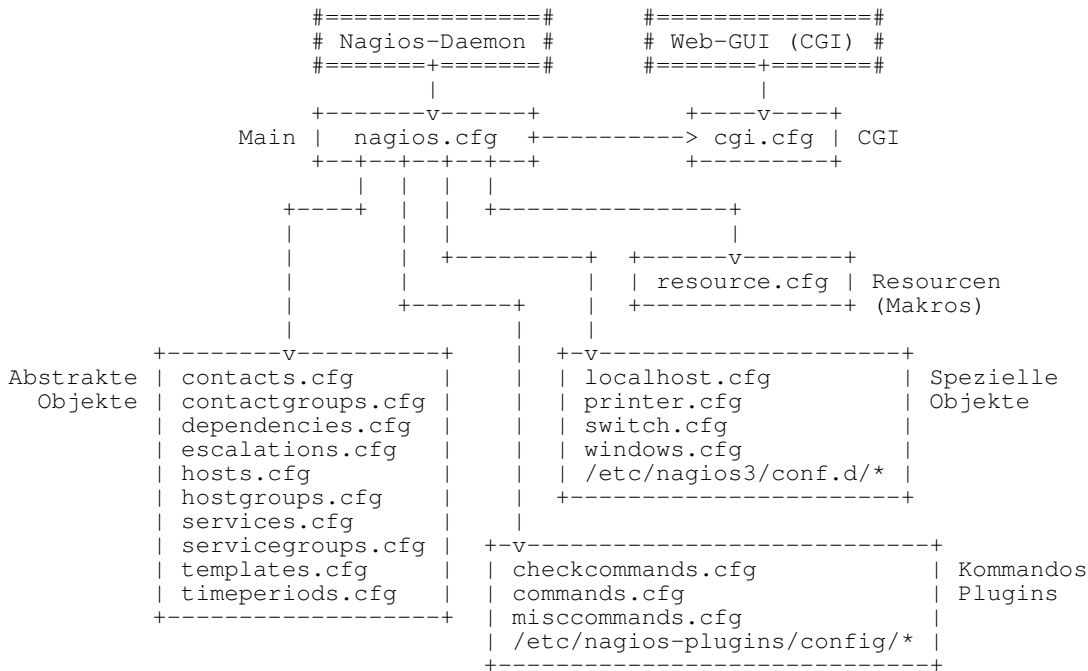 Nagios-Daemon
Web-GUI (CGI)
Main
nagios.cfg
cgi.cfg
CGI
resource.cfg
Resourcen
(Makros)
Abstrakte
Objekte
contacts.cfg
contactgroups.cfg
dependencies.cfg
escalations.cfg
hosts.cfg
hostgroups.cfg
services.cfg
servicegroups.cfg
templates.cfg
timeperiods.cfg
localhost.cfg
printer.cfg
switch.cfg
windows.cfg
/etc/nagios3/conf.d/*
Spezielle
Objekte
checkcommands.cfg
commands.cfg
misccommands.cfg
/etc/nagios-plugins/config/*
Kommandos
Plugins